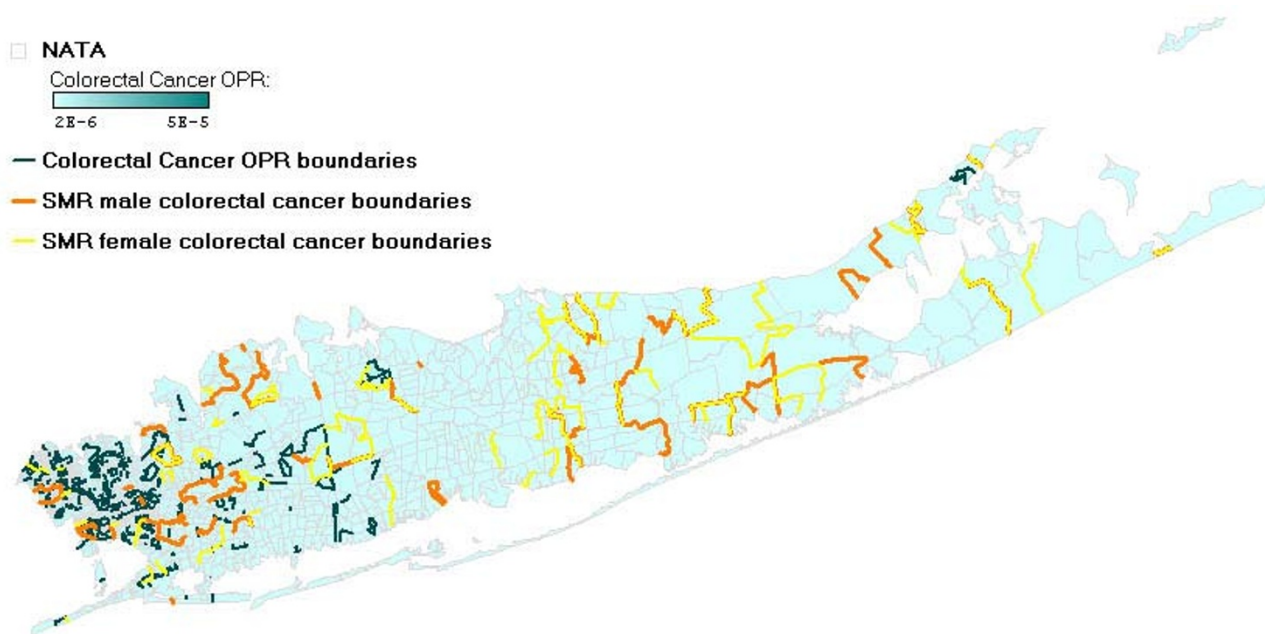 NATA
Colorectal Cancer OPR:
2E-6 5E-5
Colorectal Cancer OPR boundaries
SMR male colorectal cancer boundaries
SMR female colorectal cancer boundaries